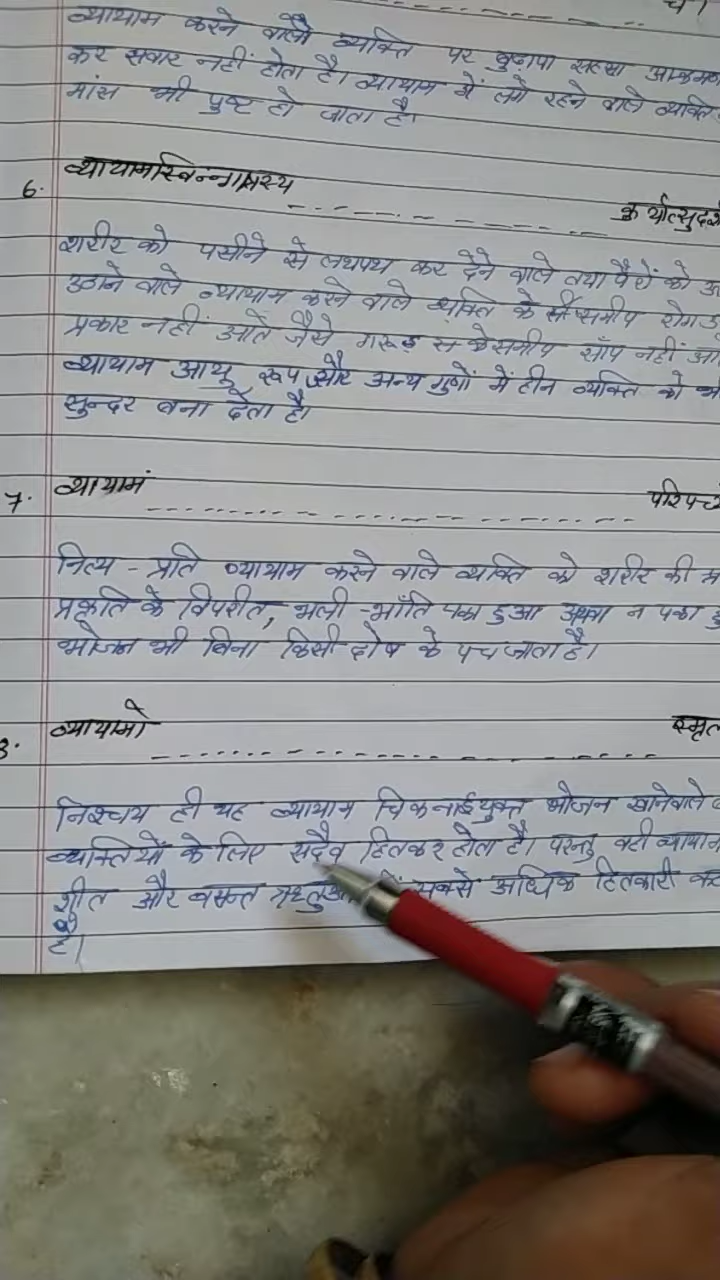 च।
व्यायाम करने वाले व्यक्ति पर बुढ़ापा सहसा आक्रमण
कर सवार नहीं होता है। व्यायाम में लगे रहने वाले व्यक्ति
मांस भी पुष्ट हो जाता है।
6. व्यायामस्विन्नगात्रस्य --------------- कुर्यात्सुदर्श
शरीर को पसीने से लथपथ कर देने वाले तथा पैरों को
उठाने वाले व्यायाम करने वाले व्यक्ति के समीप रोग
प्रकार नहीं आते जैसे गरूड़ के समीप साँप नहीं
व्यायाम आयु रूप और अन्य गुणों में हीन व्यक्ति को
सुन्दर बना देता है।
7. व्यायामं --------------- परिपच्य
नित्य - प्रति व्यायाम करने वाले व्यक्ति को शरीर की
प्रकृति के विपरीत, भली - भाँति पका हुआ अथवा न पका
भोजन भी बिना किसी दोष के पच जाता है।
8. व्यायामो --------------- स्मृत
निश्चय ही यह व्यायाम चिकनाईयुक्त भोजन खानेवाले
व्यक्तियों के लिए सदैव हितकर होता है। परन्तु वही व्यायाम
शीत और वसन्त सबसे अधिक हितकारी
है।